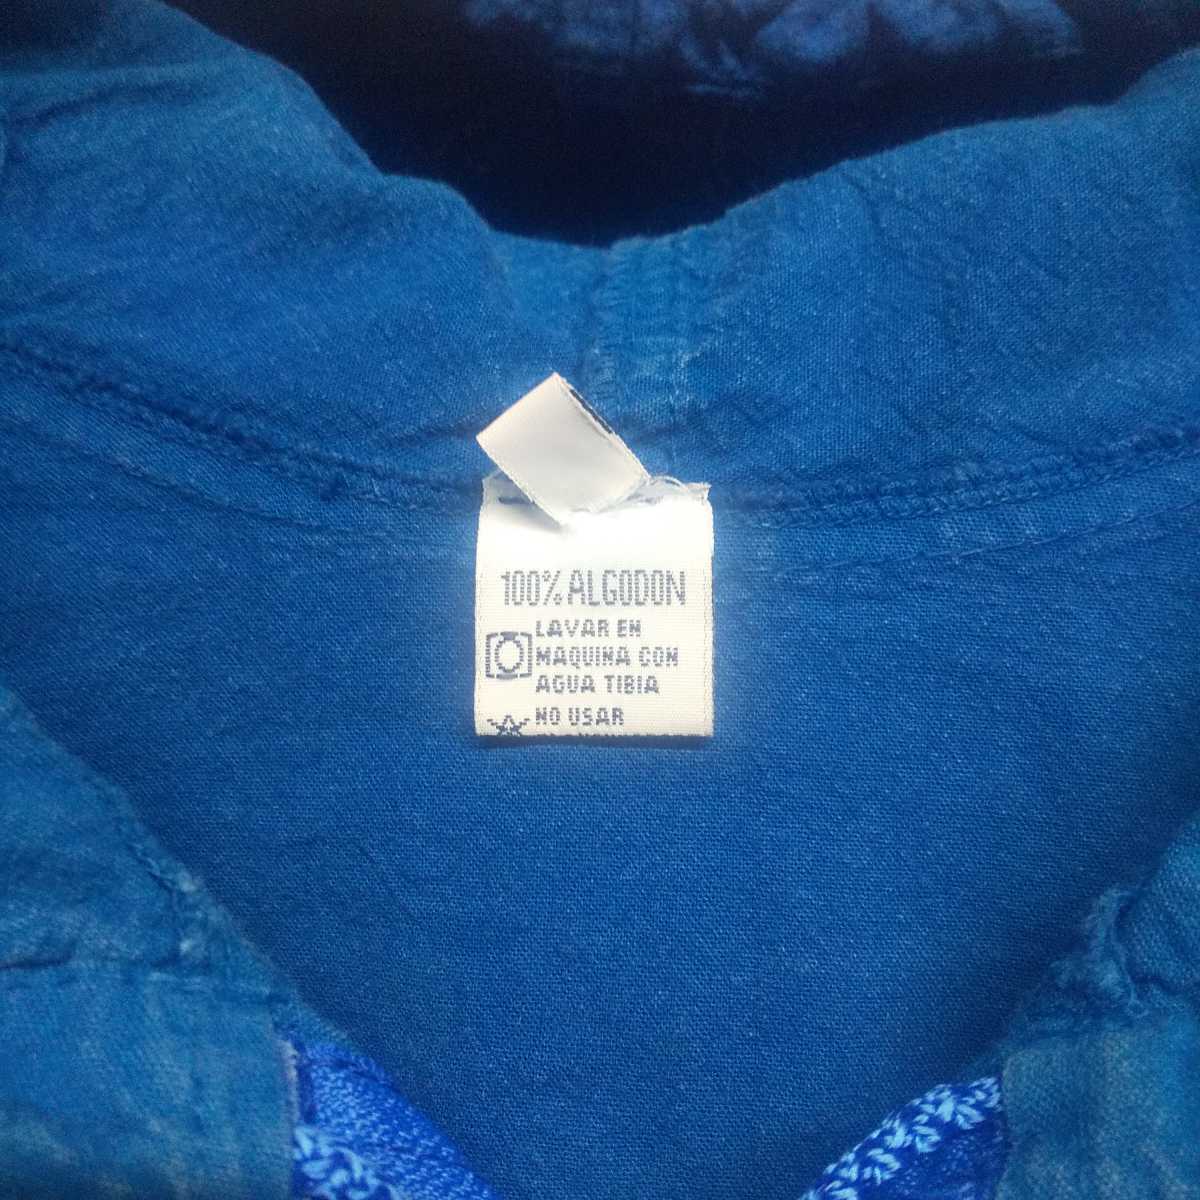 100% ALGODON
LAVAR EN
MAQUINA CON
AGUA TIBIA
NO USAR